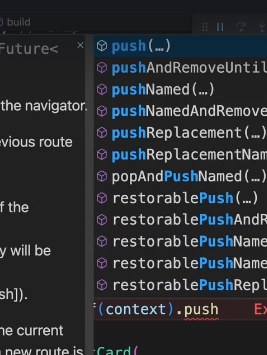 build
Future<
push(…)
pushAndRemoveUntil
pushNamed(…)
pushNamedAndRemove
pushReplacement(…)
pushReplacementNam
popAndPushNamed(…)
restorablePush(…)
restorablePushAndR
restorablePushName
restorablePushName
restorablePushRepl
the navigator.
evious route
f the
y will be
sh]).
he current
new route is
(context).push
Ex
Card(